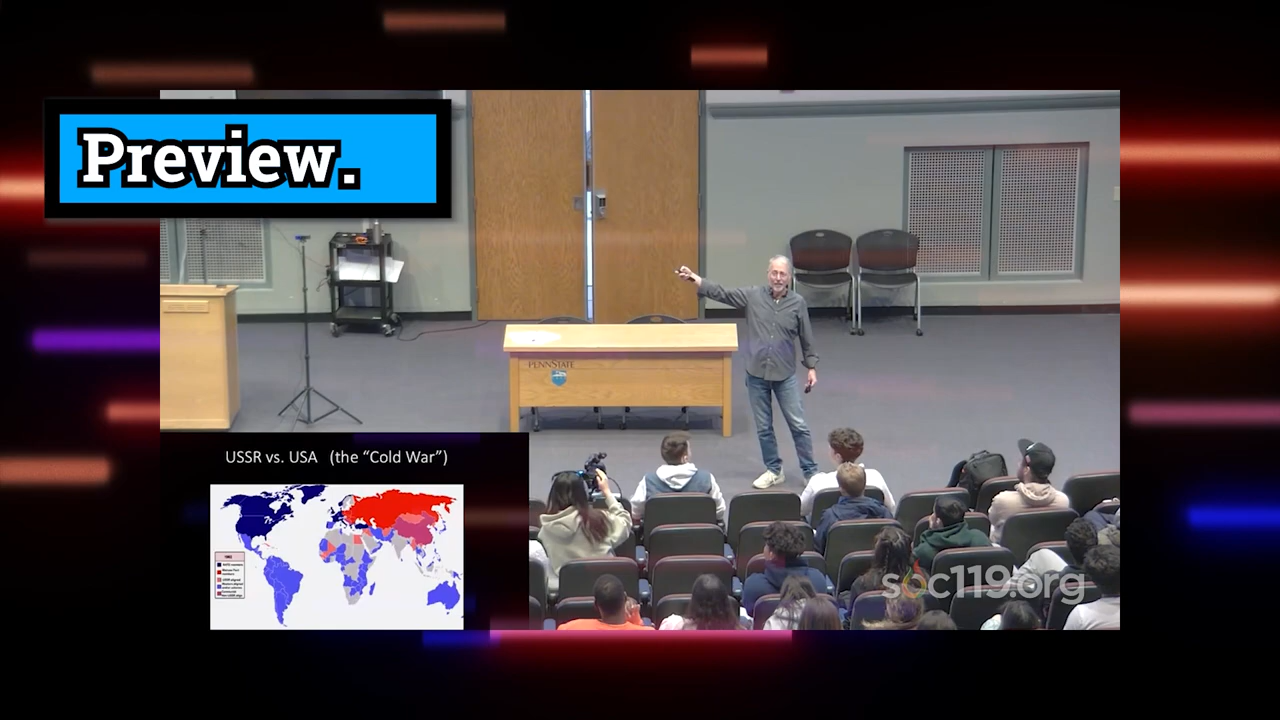 Preview.
PENNSTATE
USSR vs. USA (the “Cold War”)
soc119.org